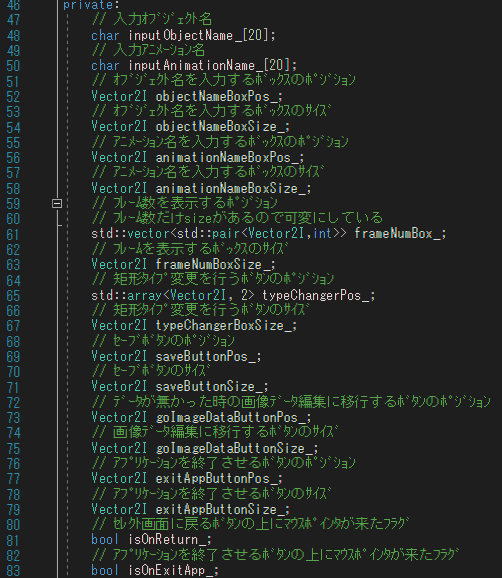 46 private:
47 // 入力ｵﾌﾞｼﾞｪｸﾄ名
48 char inputObjectName_[20];
49 // 入力ｱﾆﾒｰｼｮﾝ名
50 char inputAnimationName_[20];
51 // ｵﾌﾞｼﾞｪｸﾄ名を入力するﾎﾞｯｸｽのﾎﾟｼﾞｼｮﾝ
52 Vector2I objectNameBoxPos_;
53 // ｵﾌﾞｼﾞｪｸﾄ名を入力するﾎﾞｯｸｽのｻｲｽﾞ
54 Vector2I objectNameBoxSize_;
55 // ｱﾆﾒｰｼｮﾝ名を入力するﾎﾞｯｸｽのﾎﾟｼﾞｼｮﾝ
56 Vector2I animationNameBoxPos_;
57 // ｱﾆﾒｰｼｮﾝ名を入力するﾎﾞｯｸｽのｻｲｽﾞ
58 Vector2I animationNameBoxSize_;
59 // ﾌﾚｰﾑ数を表示するﾎﾟｼﾞｼｮﾝ
60 // ﾌﾚｰﾑ数だけsizeがあるので可変にしている
61 std::vector<std::pair<Vector2I,int>> frameNumBox_;
62 // ﾌﾚｰﾑを表示するﾎﾞｯｸｽのｻｲｽﾞ
63 Vector2I frameNumBoxSize_;
64 // 矩形ﾀｲﾌﾟ変更を行うﾎﾞﾀﾝのﾎﾟｼﾞｼｮﾝ
65 std::array<Vector2I, 2> typeChangerPos_;
66 // 矩形ﾀｲﾌﾟ変更を行うﾎﾞﾀﾝのｻｲｽﾞ
67 Vector2I typeChangerBoxSize_;
68 // ｾｰﾌﾞﾎﾞﾀﾝのﾎﾟｼﾞｼｮﾝ
69 Vector2I saveButtonPos_;
70 // ｾｰﾌﾞﾎﾞﾀﾝのｻｲｽﾞ
71 Vector2I saveButtonSize_;
72 // ﾃﾞｰﾀが無かった時の画像ﾃﾞｰﾀ編集に移行するﾎﾞﾀﾝのﾎﾟｼﾞｼｮﾝ
73 Vector2I goImageDataButtonPos_;
74 // 画像ﾃﾞｰﾀ編集に移行するﾎﾞﾀﾝのｻｲｽﾞ
75 Vector2I goImageDataButtonSize_;
76 // ｱﾌﾟﾘｹｰｼｮﾝを終了させるﾎﾞﾀﾝのﾎﾟｼﾞｼｮﾝ
77 Vector2I exitAppButtonPos_;
78 // ｱﾌﾟﾘｹｰｼｮﾝを終了させるﾎﾞﾀﾝのｻｲｽﾞ
79 Vector2I exitAppButtonSize_;
80 // ｾﾚｸﾄ画面に戻るﾎﾞﾀﾝの上にﾏｳｽﾎﾟｲﾝﾀが来たﾌﾗｸﾞ
81 bool isOnReturn_;
82 // ｱﾌﾟﾘｹｰｼｮﾝを終了させるﾎﾞﾀﾝの上にﾏｳｽﾎﾟｲﾝﾀが来たﾌﾗｸﾞ
83 bool isOnExitApp_;